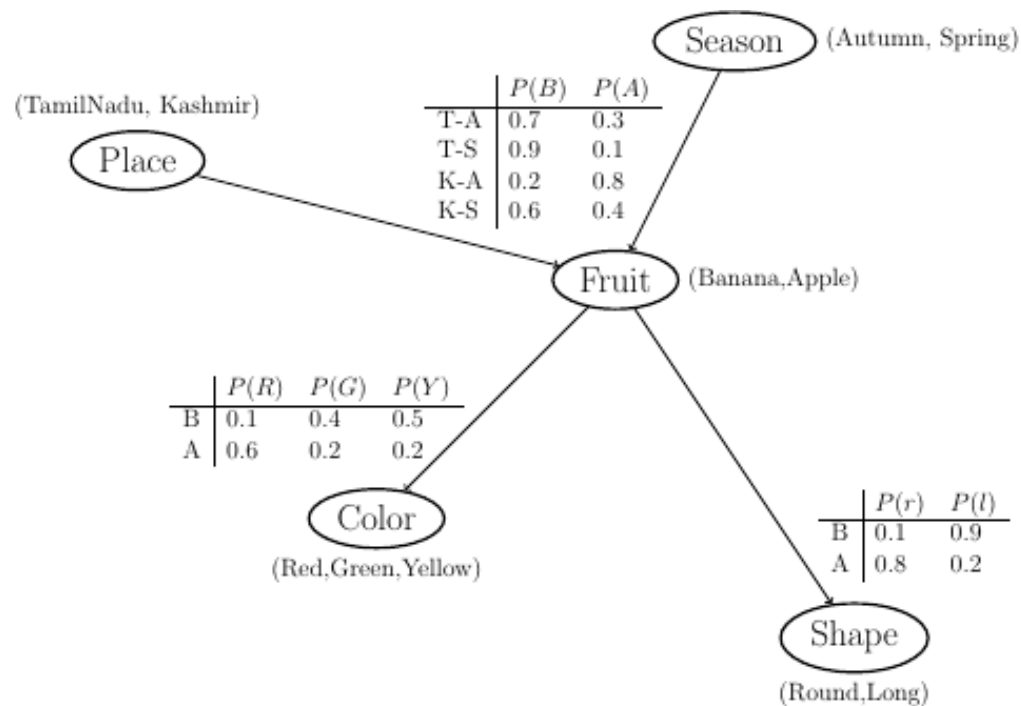 Season (Autumn, Spring)
(TamilNadu, Kashmir)
Place
P(B) P(A)
T-A 0.7 0.3
T-S 0.9 0.1
K-A 0.2 0.8
K-S 0.6 0.4
Fruit (Banana,Apple)
P(R) P(G) P(Y)
B 0.1 0.4 0.5
A 0.6 0.2 0.2
Color
(Red,Green,Yellow)
P(r) P(l)
B 0.1 0.9
A 0.8 0.2
Shape
(Round,Long)